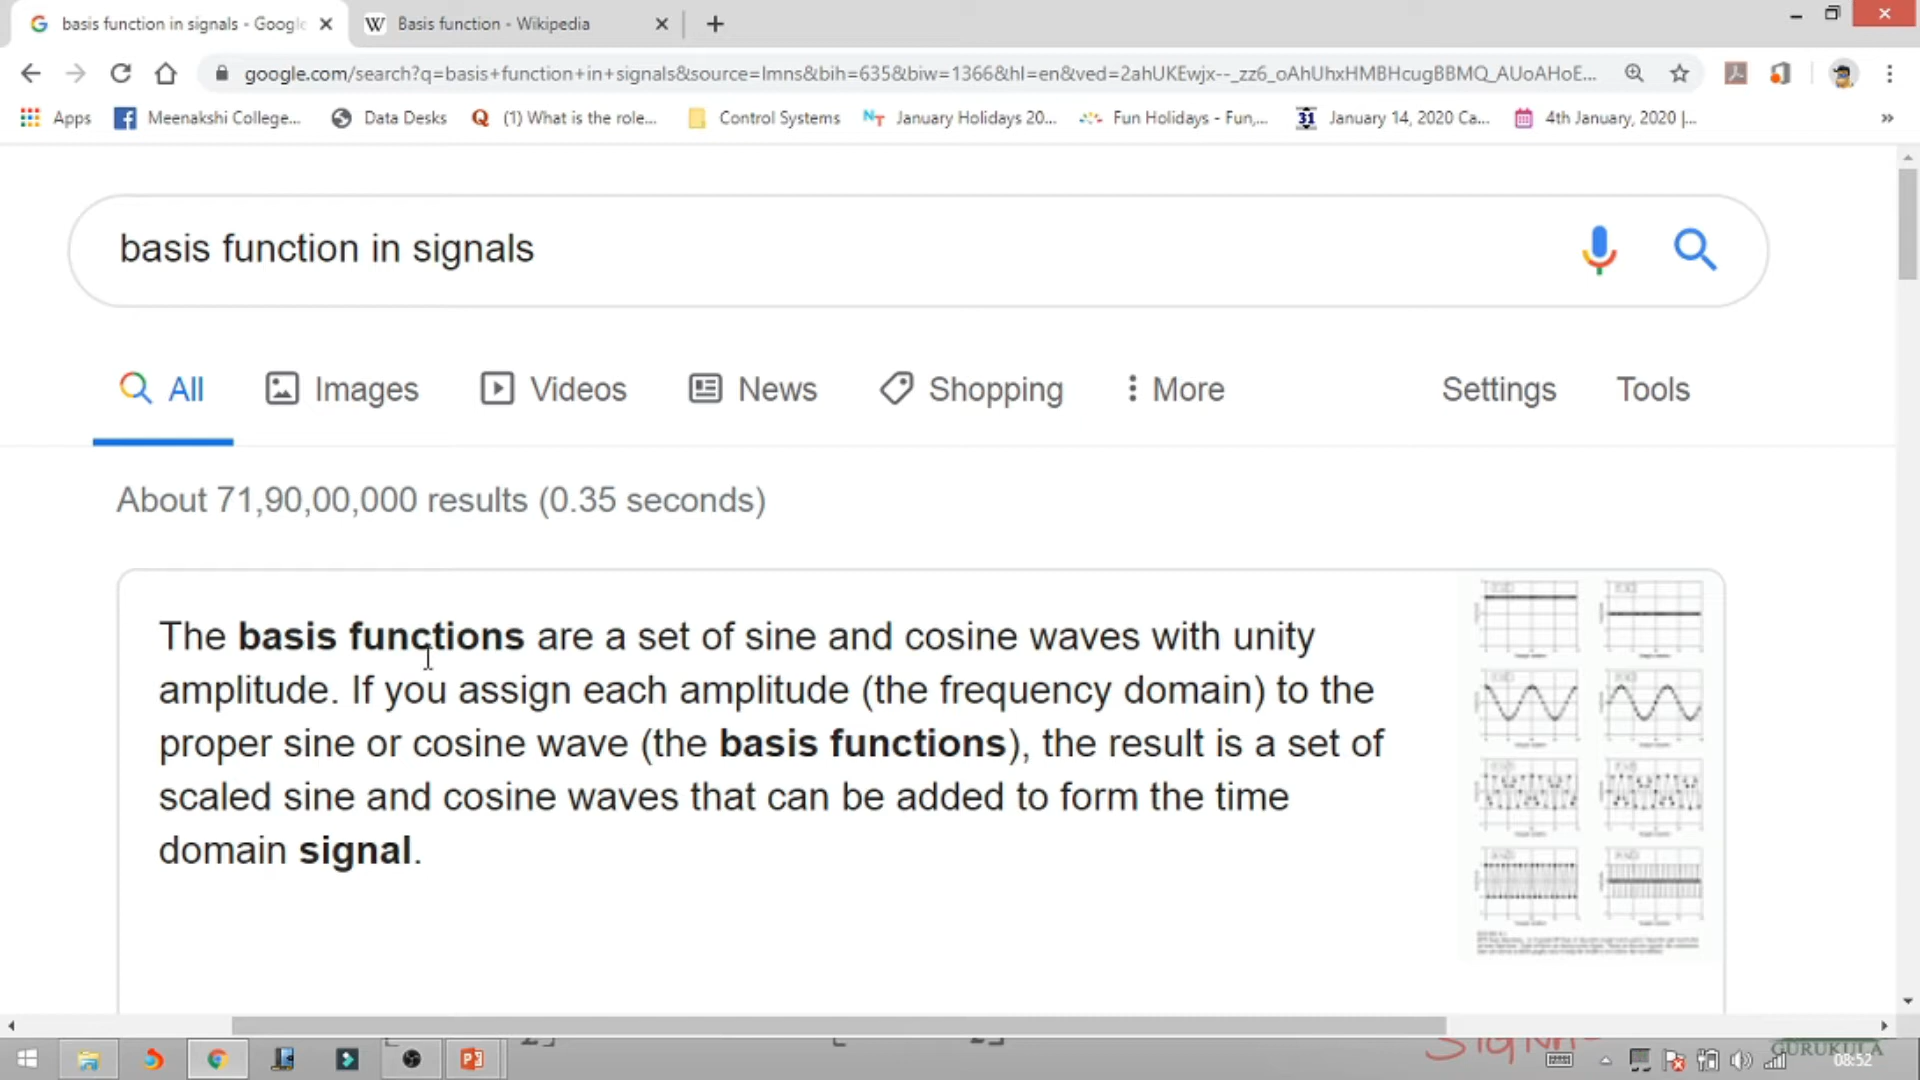 basis function in signals - Google
Basis function - Wikipedia
google.com/search?q=basis+function+in+signals&source=lmns&bih=635&biw=1366&hl=en&ved=2ahUKEwjx--_zz6_oAhUhxHMBHcugBBMQ_AUoAHoE...
Apps
Meenakshi College...
Data Desks
(1) What is the role...
Control Systems
January Holidays 20...
Fun Holidays - Fun,...
31
January 14, 2020 Ca...
4th January, 2020 |...
basis function in signals
All
Images
Videos
News
Shopping
More
Settings
Tools
About 71,90,00,000 results (0.35 seconds)
The basis functions are a set of sine and cosine waves with unity
amplitude. If you assign each amplitude (the frequency domain) to the
proper sine or cosine wave (the basis functions), the result is a set of
scaled sine and cosine waves that can be added to form the time
domain signal.
GURUKULA
08:52